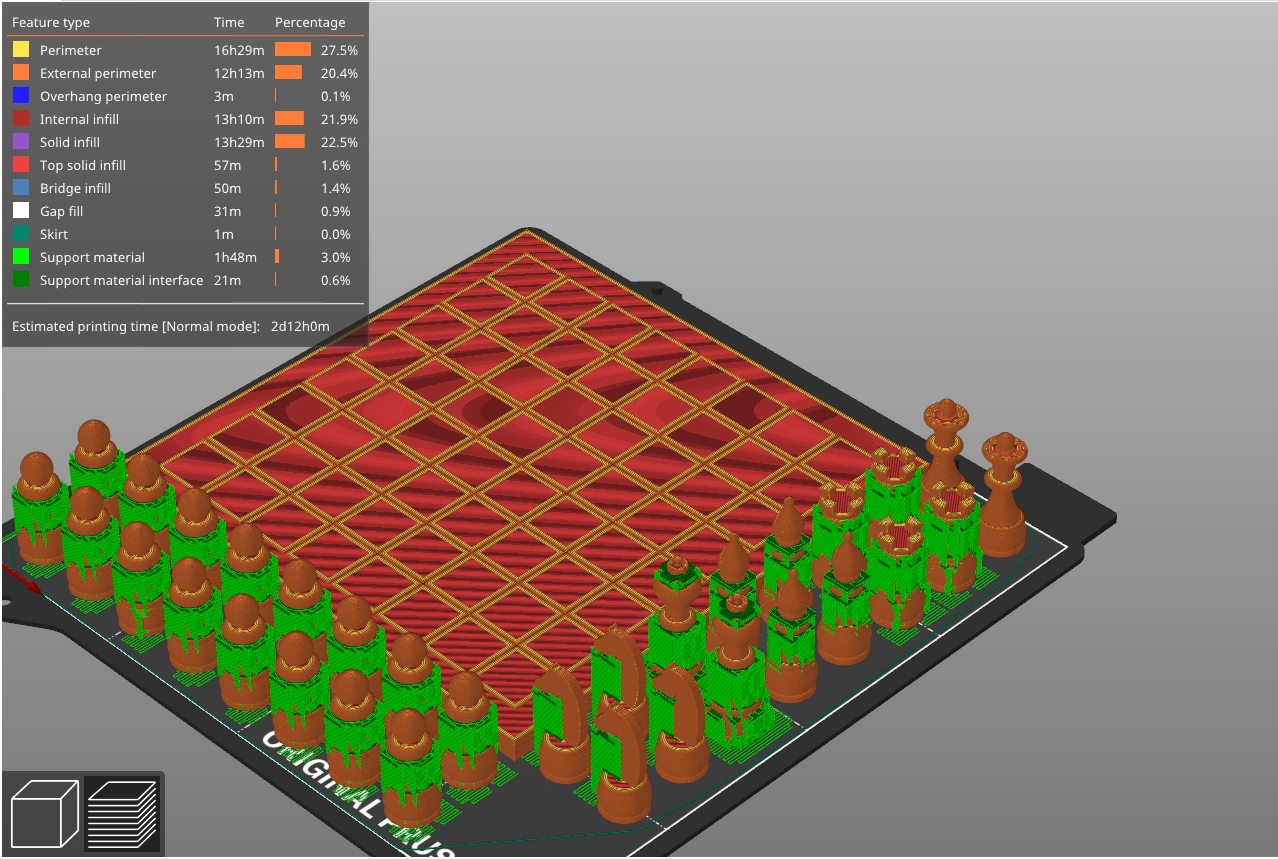 Feature type Time Percentage
Perimeter 16h29m 27.5%
External perimeter 12h13m 20.4%
Overhang perimeter 3m 0.1%
Internal infill 13h10m 21.9%
Solid infill 13h29m 22.5%
Top solid infill 57m 1.6%
Bridge infill 50m 1.4%
Gap fill 31m 0.9%
Skirt 1m 0.0%
Support material 1h48m 3.0%
Support material interface 21m 0.6%
Estimated printing time [Normal mode]: 2d12h0m
ORIGINAL PRUS